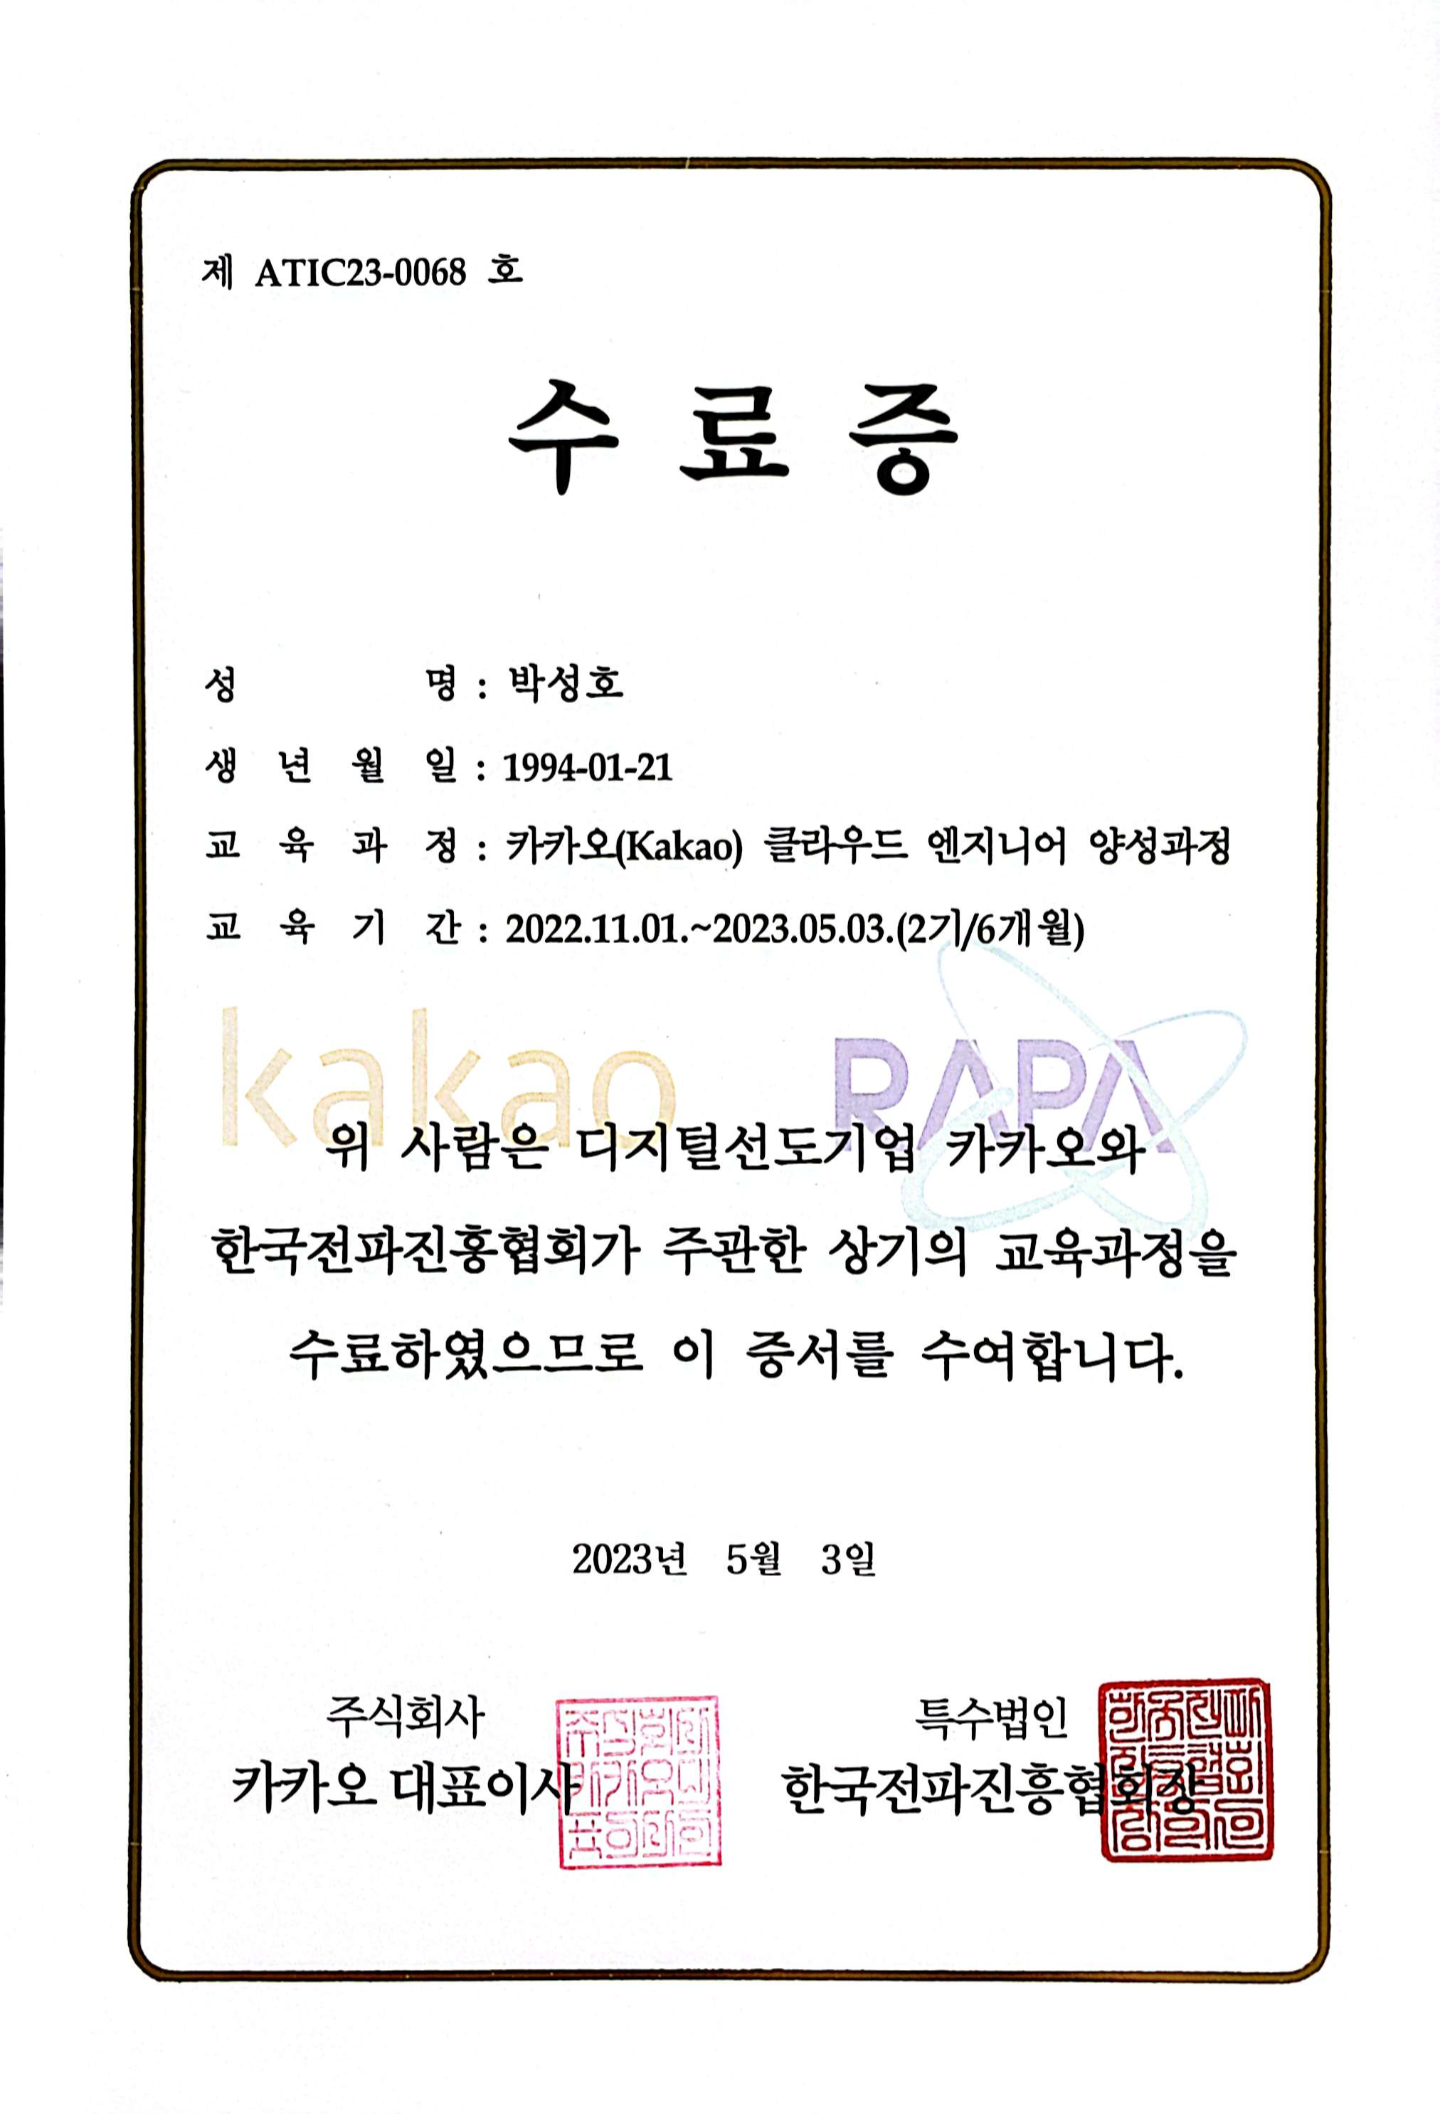 제 ATIC23-0068 호
수 료 증
성 명 : 박성호
생 년 월 일 : 1994-01-21
교 육 과 정 : 카카오(Kakao) 클라우드 엔지니어 양성과정
교 육 기 간 : 2022.11.01.~2023.05.03.(2기/6개월)
kakao RAPA
위 사람은 디지털선도기업 카카오와
한국전파진흥협회가 주관한 상기의 교육과정을
수료하였으므로 이 증서를 수여합니다.
2023년 5월 3일
주식회사 특수법인
카카오 대표이사 한국전파진흥협회장